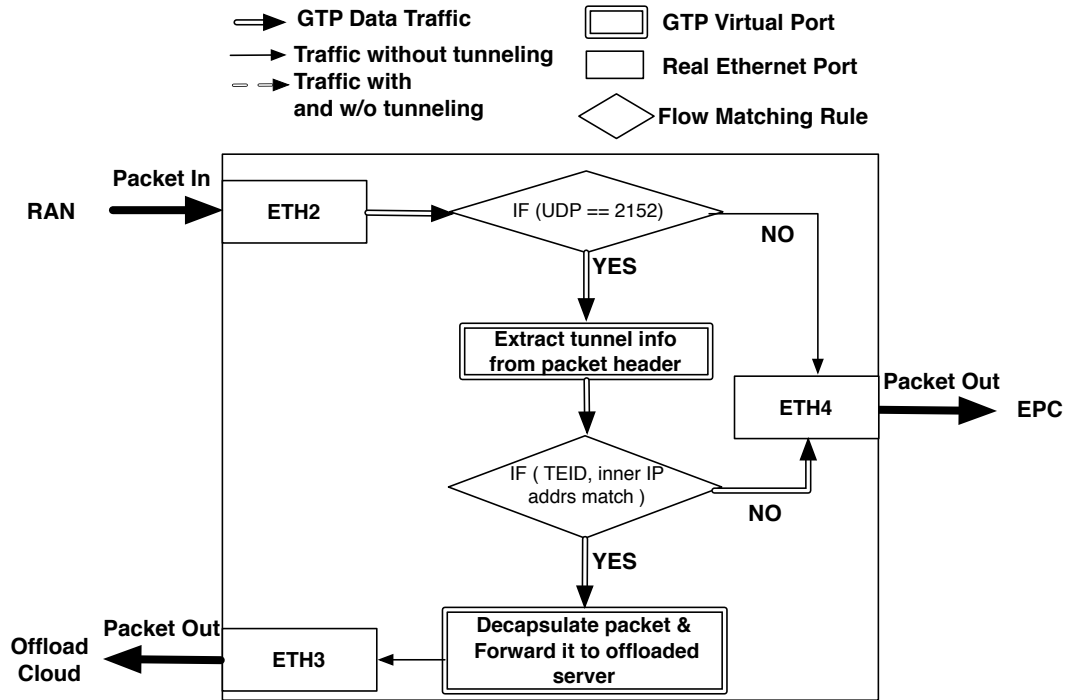 GTP Data Traffic
GTP Virtual Port
Traffic without tunneling
Real Ethernet Port
Traffic with
and w/o tunneling
Flow Matching Rule
Packet In
RAN
ETH2
IF (UDP == 2152)
NO
YES
Extract tunnel info
from packet header
Packet Out
ETH4
EPC
IF ( TEID, inner IP
addrs match )
NO
YES
Packet Out
Offload
Cloud
ETH3
Decapsulate packet &
Forward it to offloaded
server